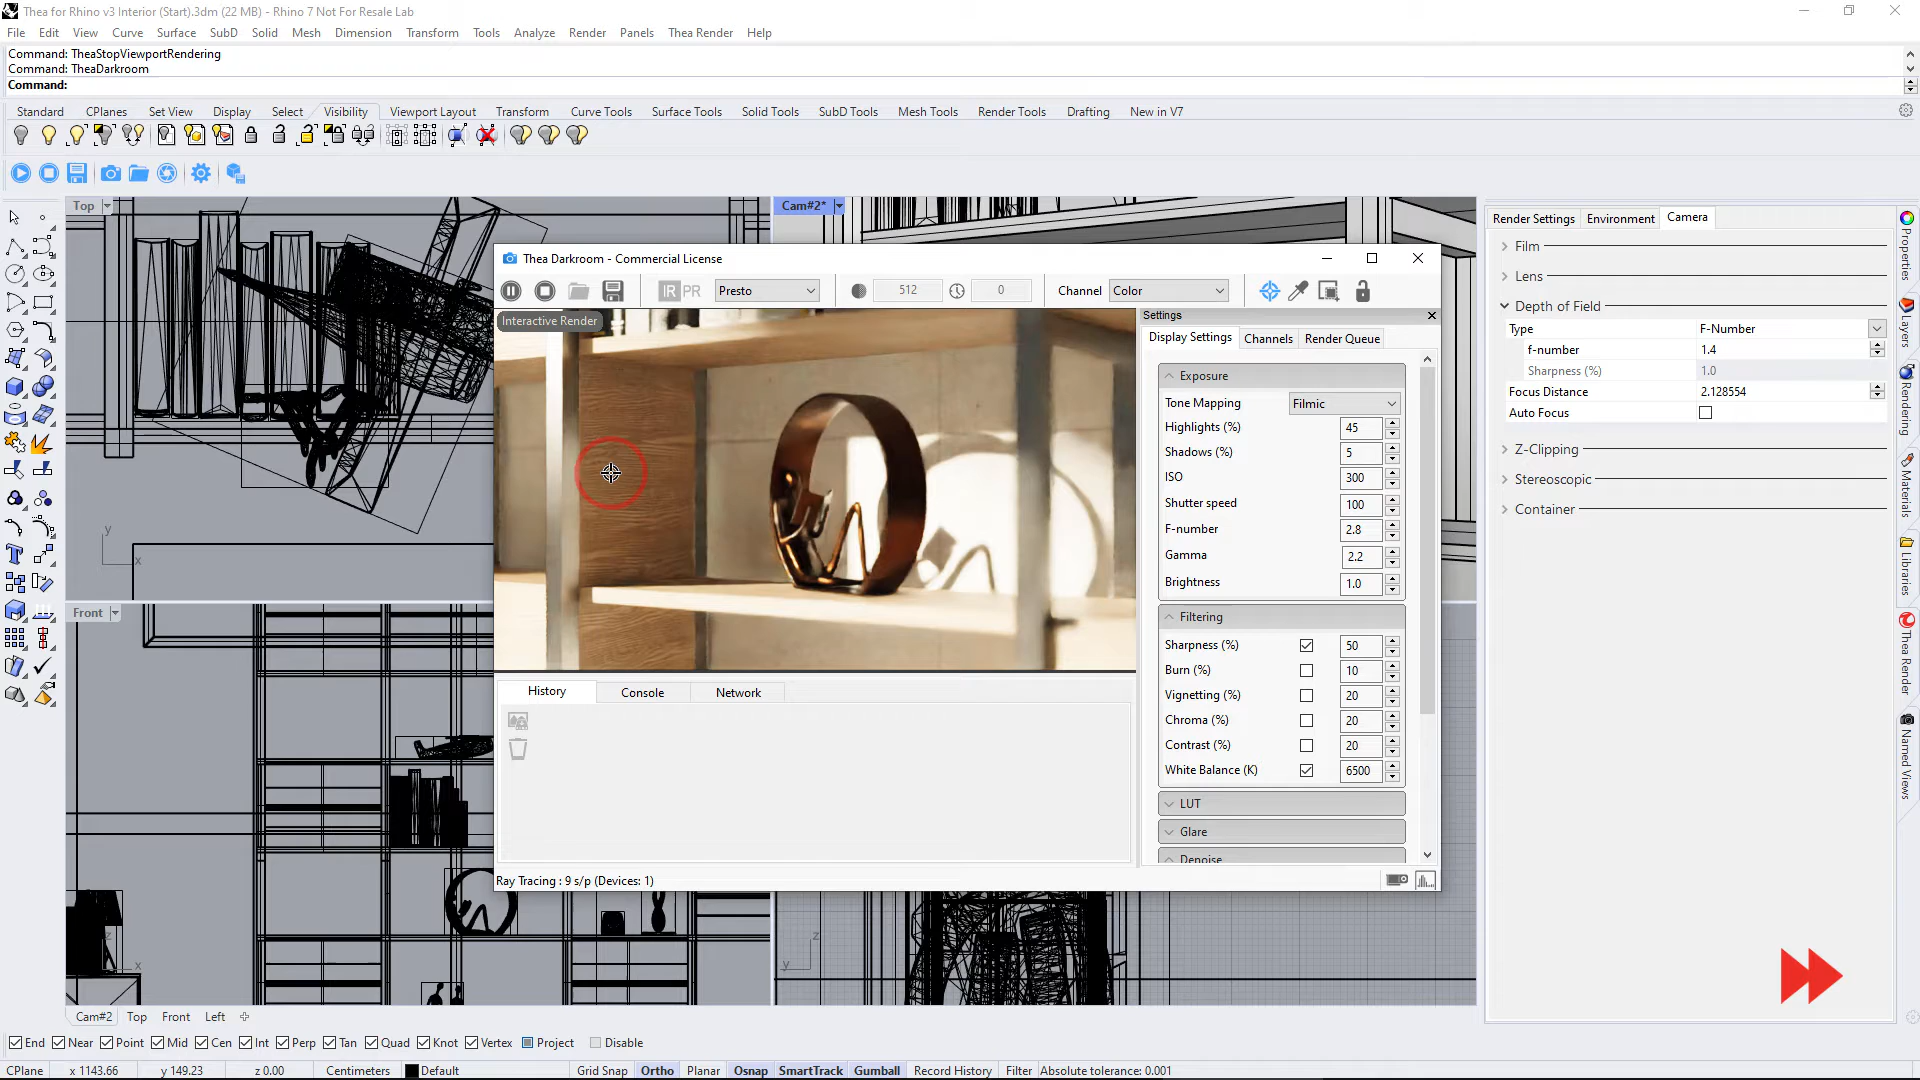 Thea for Rhino v3 Interior (Start).3dm (22 MB) - Rhino 7 Not For Resale Lab
File Edit View Curve Surface SubD Solid Mesh Dimension Transform Tools Analyze Render Panels Thea Render Help
Command: TheaStopViewportRendering
Command: TheaDarkroom
Command:
Standard CPlanes Set View Display Select Visibility Viewport Layout Transform Curve Tools Surface Tools Solid Tools SubD Tools Mesh Tools Render Tools Drafting New in V7
Top
Cam#2*
Thea Darkroom - Commercial License
IR PR Presto 512 0 Channel Color
Interactive Render
Settings
Display Settings Channels Render Queue
Exposure
Tone Mapping Filmic
Highlights (%) 45
Shadows (%) 5
ISO 300
Shutter speed 100
F-number 2.8
Gamma 2.2
Brightness 1.0
Filtering
Sharpness (%) 50
Burn (%) 10
Vignetting (%) 20
Chroma (%) 20
Contrast (%) 20
White Balance (K) 6500
LUT
Glare
Denoise
History Console Network
Ray Tracing : 9 s/p (Devices: 1)
Render Settings Environment Camera
Film
Lens
Depth of Field
Type F-Number
f-number 1.4
Sharpness (%) 1.0
Focus Distance 2.128554
Auto Focus
Z-Clipping
Stereoscopic
Container
Properties
Layers
Rendering
Materials
Libraries
Thea Render
Named Views
y
x
Front
z
x
z
y
Cam#2 Top Front Left
End Near Point Mid Cen Int Perp Tan Quad Knot Vertex Project Disable
CPlane x 1143.66 y 149.23 z 0.00 Centimeters Default Grid Snap Ortho Planar Osnap SmartTrack Gumball Record History Filter Absolute tolerance: 0.001